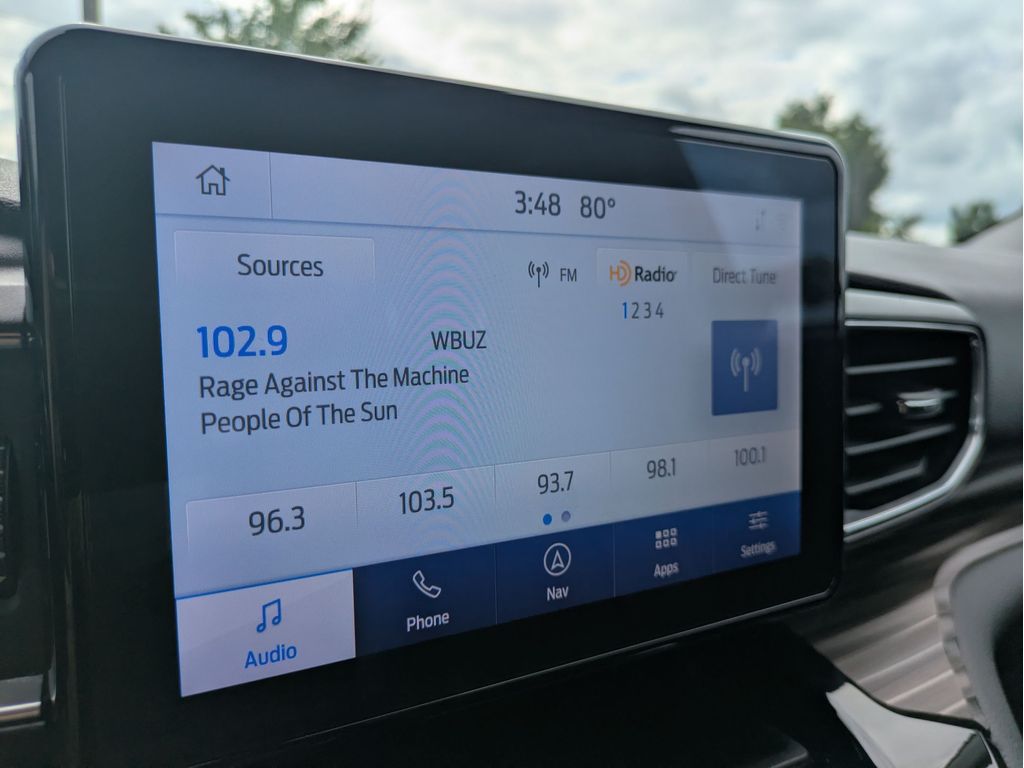 3:48 80°
Sources
FM
HD Radio
Direct Tune
1 2 3 4
102.9
WBUZ
Rage Against The Machine
People Of The Sun
96.3
103.5
93.7
98.1
100.1
Audio
Phone
Nav
Apps
Settings